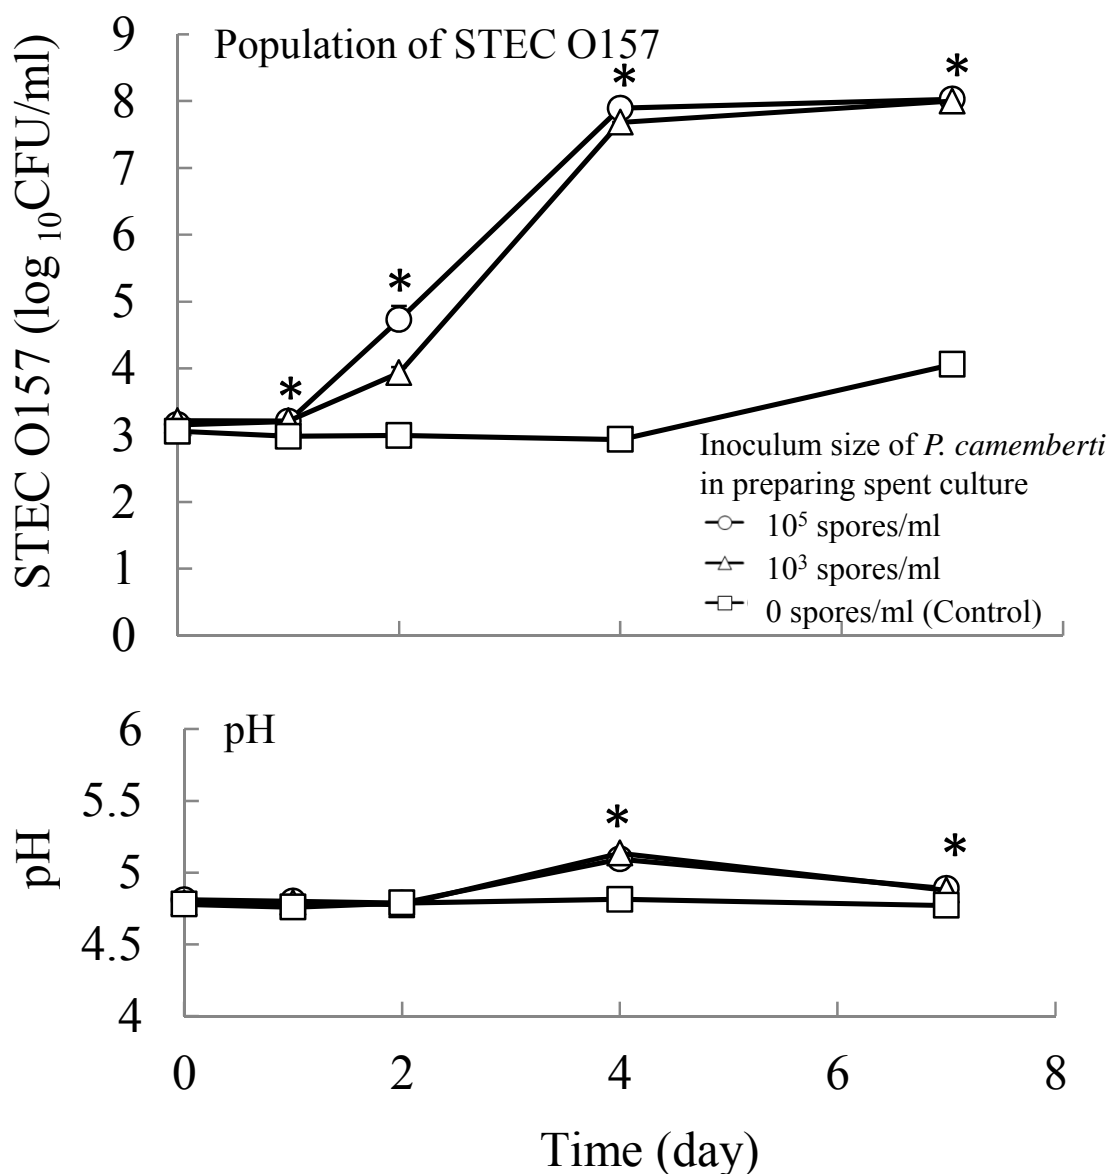 Population of STEC O157
STEC O157 (log 10CFU/ml)
9
8
7
6
5
4
3
2
1
0
*
*
*
*
Inoculum size of P. camemberti
in preparing spent culture
10⁵ spores/ml
10³ spores/ml
0 spores/ml (Control)
pH
pH
6
5.5
5
4.5
4
*
*
0 2 4 6 8
Time (day)